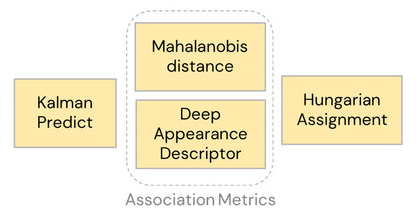 Kalman
Predict
Mahalanobis
distance
Deep
Appearance
Descriptor
Hungarian
Assignment
Association Metrics